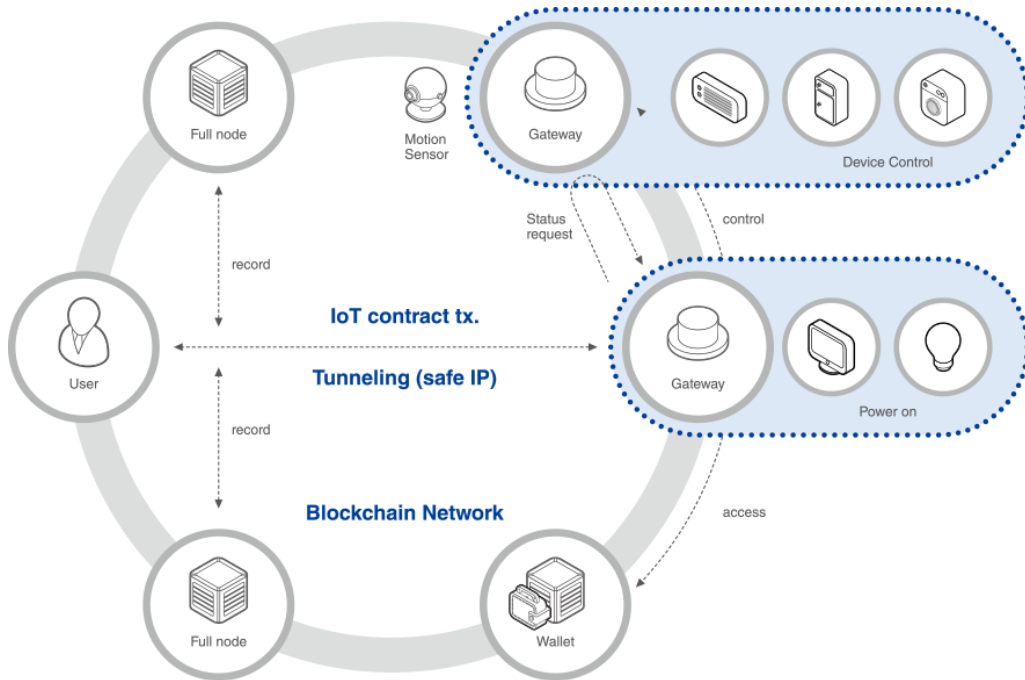 Full node
Motion
Sensor
Gateway
Device Control
Status
request
control
record
IoT contract tx.
Tunneling (safe IP)
User
Gateway
Power on
record
Blockchain Network
access
Full node
Wallet